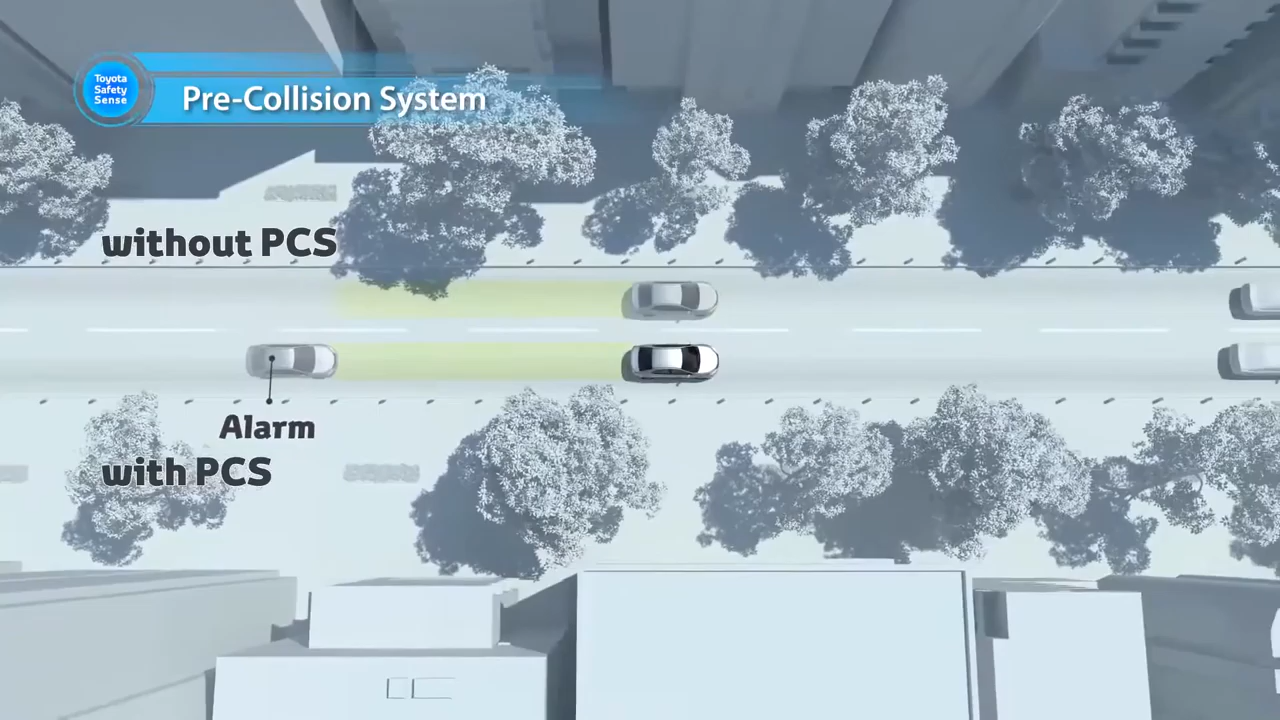 Toyota
Safety
Sense
Pre-Collision System
without PCS
Alarm
with PCS